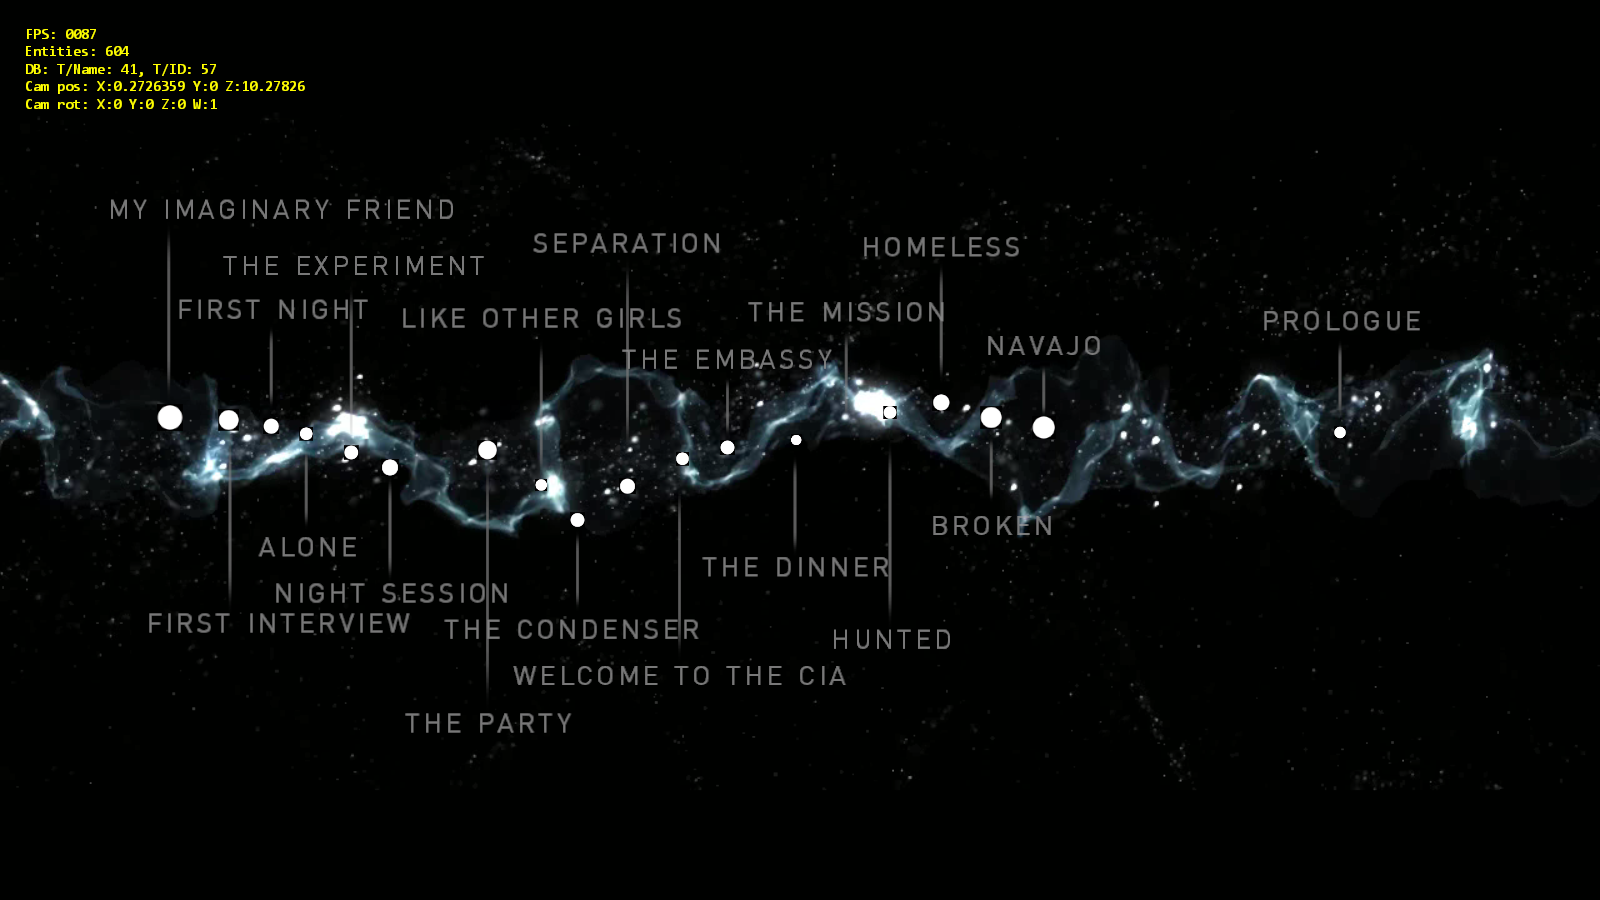 FPS: 0087
Entities: 604
DB: T/Name: 41, T/ID: 57
Cam pos: X:0.2726359 Y:0 Z:10.27826
Cam rot: X:0 Y:0 Z:0 W:1
MY IMAGINARY FRIEND
SEPARATION
HOMELESS
THE EXPERIMENT
FIRST NIGHT
LIKE OTHER GIRLS
THE MISSION
PROLOGUE
THE EMBASSY
NAVAJO
BROKEN
ALONE
THE DINNER
NIGHT SESSION
FIRST INTERVIEW
THE CONDENSER
HUNTED
WELCOME TO THE CIA
THE PARTY